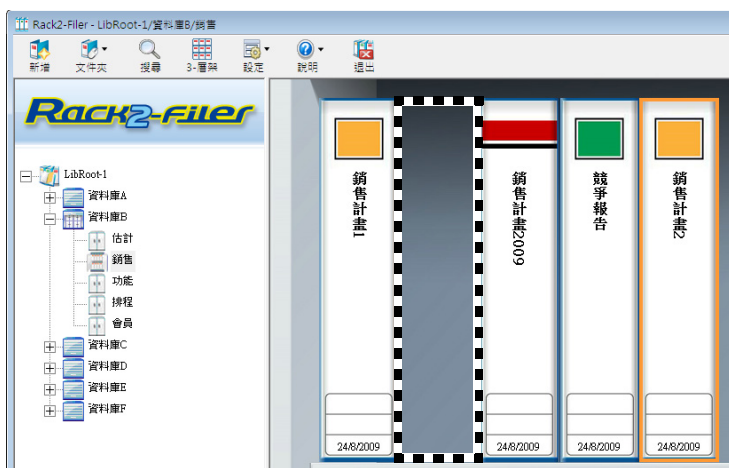 Rack2-Filer - LibRoot-1/資料庫B/銷售
新增 文件夾 搜尋 3-層架 設定 說明 退出
Rack2-Filer
LibRoot-1
資料庫A
資料庫B
估計
銷售
功能
排程
會員
資料庫C
資料庫D
資料庫E
資料庫F
銷售計畫1
24/8/2009
銷售計畫2009
24/8/2009
競爭報告
24/8/2009
銷售計畫2
24/8/2009